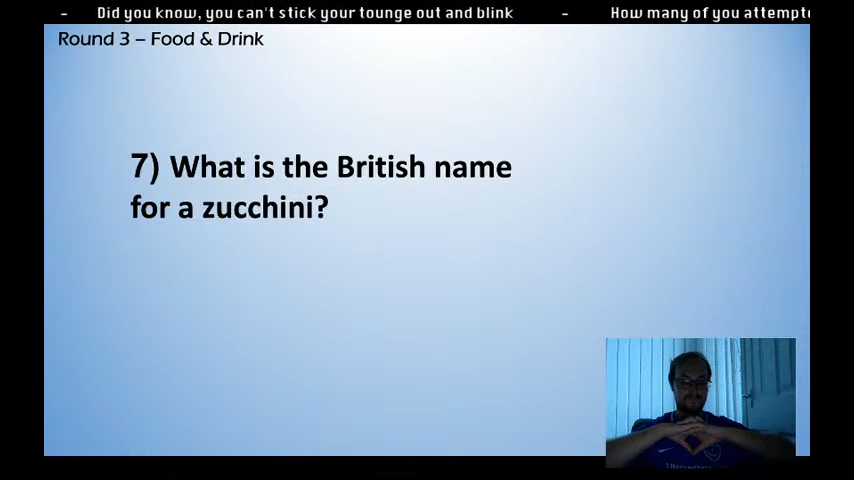 - Did you know, you can't stick your tounge out and blink - How many of you attempt
Round 3 – Food & Drink
7) What is the British name
for a zucchini?